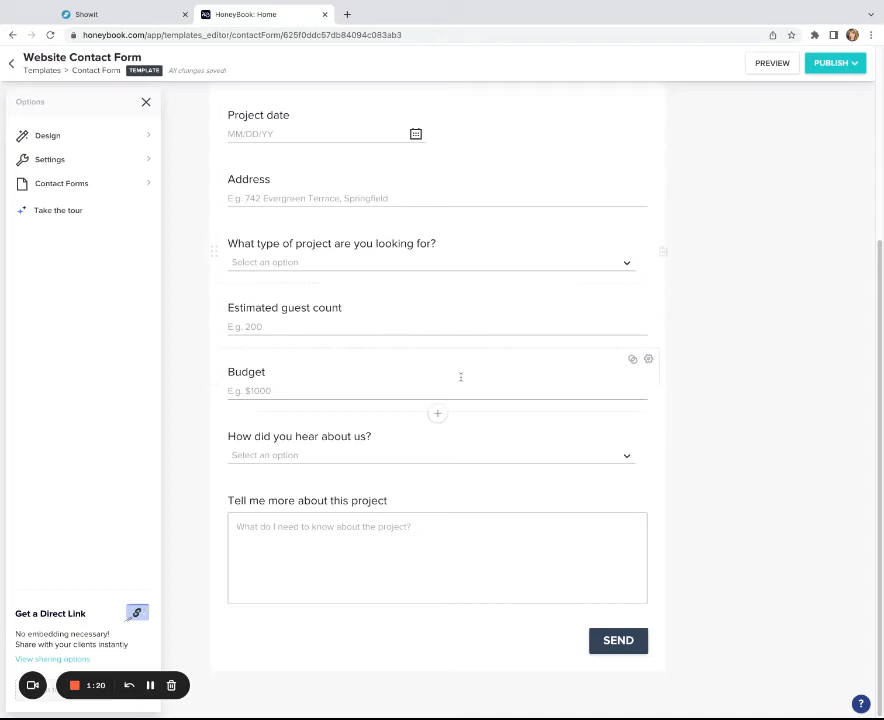 Showit
HoneyBook: Home
honeybook.com/app/templates_editor/contactForm/625f0ddc57db84094c083ab3
Website Contact Form
Templates > Contact Form TEMPLATE All changes saved!
PREVIEW
PUBLISH
Options
Design
Settings
Contact Forms
Take the tour
Project date
MM/DD/YY
Address
E.g. 742 Evergreen Terrace, Springfield
What type of project are you looking for?
Select an option
Estimated guest count
E.g. 200
Budget
E.g. $1000
How did you hear about us?
Select an option
Tell me more about this project
What do I need to know about the project?
SEND
Get a Direct Link
No embedding necessary!
Share with your clients instantly
View sharing options
1:20
?